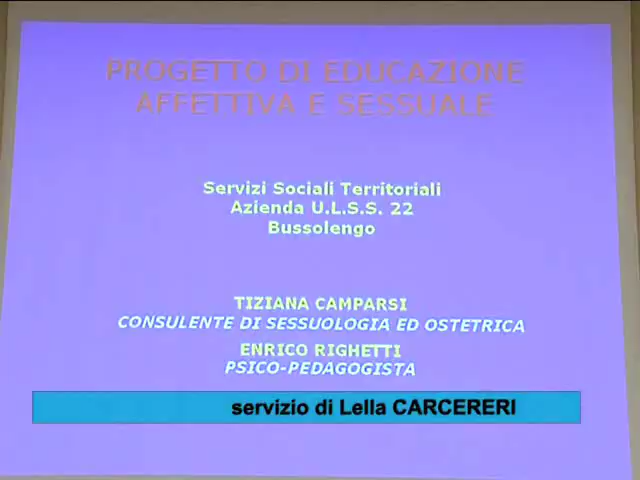 PROGETTO DI EDUCAZIONE
AFFETTIVA E SESSUALE
Servizi Sociali Territoriali
Azienda U.L.S.S. 22
Bussolengo
TIZIANA CAMPARSI
CONSULENTE DI SESSUOLOGIA ED OSTETRICA
ENRICO RIGHETTI
PSICO-PEDAGOGISTA
servizio di Lella CARCERERI